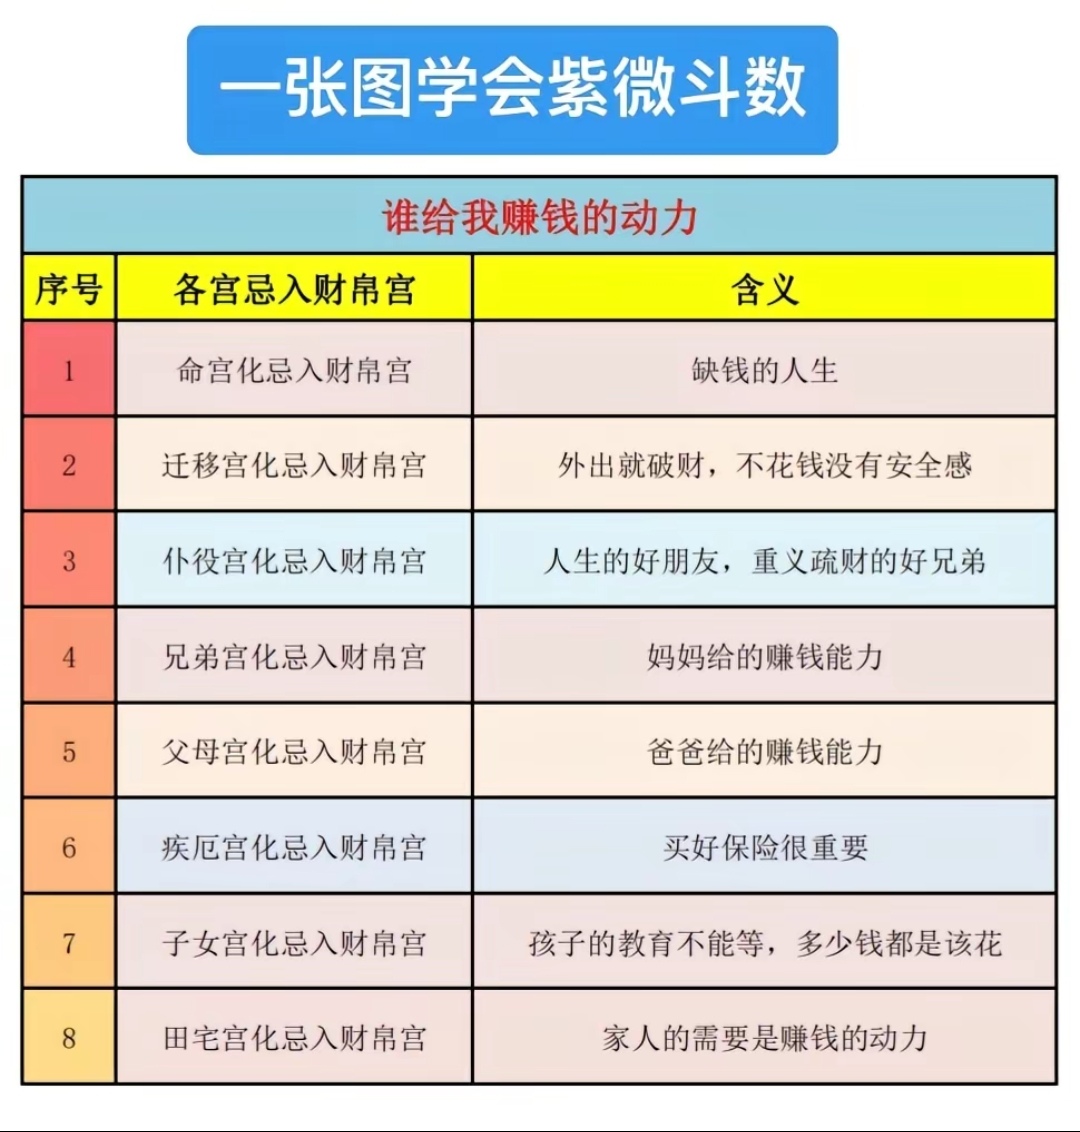 一张图学会紫微斗数
谁给我赚钱的动力
序号 各宫忌入财帛宫 含义
1 命宫化忌入财帛宫 缺钱的人生
2 迁移宫化忌入财帛宫 外出就破财，不花钱没有安全感
3 仆役宫化忌入财帛宫 人生的好朋友，重义疏财的好兄弟
4 兄弟宫化忌入财帛宫 妈妈给的赚钱能力
5 父母宫化忌入财帛宫 爸爸给的赚钱能力
6 疾厄宫化忌入财帛宫 买好保险很重要
7 子女宫化忌入财帛宫 孩子的教育不能等，多少钱都是该花
8 田宅宫化忌入财帛宫 家人的需要是赚钱的动力